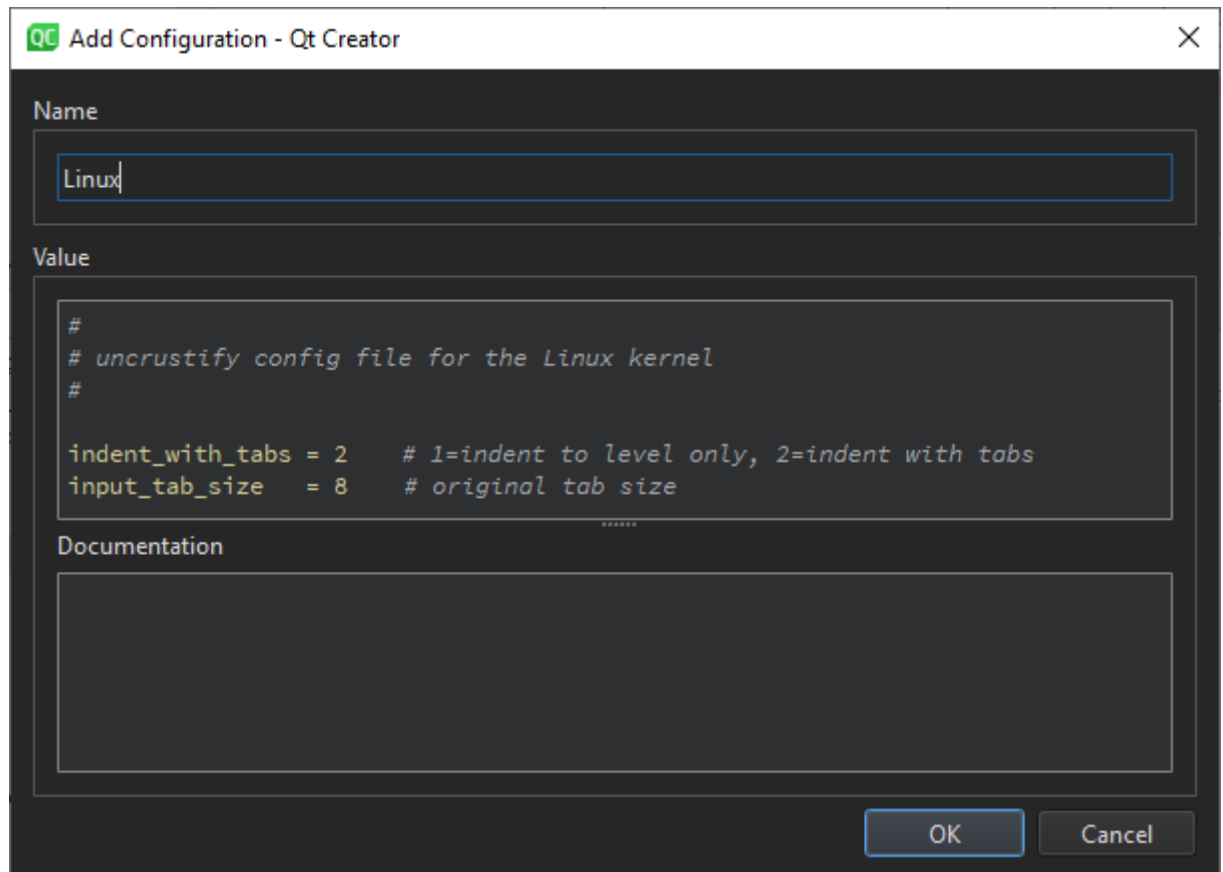 QC Add Configuration - Qt Creator
Name
Linux
Value
#
# uncrustify config file for the Linux kernel
#
indent_with_tabs = 2    # 1=indent to level only, 2=indent with tabs
input_tab_size   = 8    # original tab size
Documentation
OK Cancel